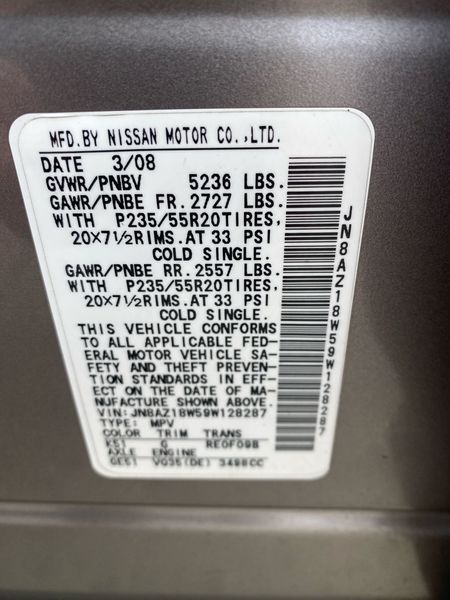 MFD.BY NISSAN MOTOR CO.,LTD.
DATE 3/08
GVWR/PNBV 5236 LBS.
GAWR/PNBE FR. 2727 LBS.
WITH P235/55R20TIRES,
20×7½RIMS.AT 33 PSI
COLD SINGLE.
GAWR/PNBE RR. 2557 LBS.
WITH P235/55R20TIRES,
20×7½RIMS.AT 33 PSI
COLD SINGLE.
THIS VEHICLE CONFORMS
TO ALL APPLICABLE FED-
ERAL MOTOR VEHICLE SA-
FETY AND THEFT PREVEN-
TION STANDARDS IN EFF-
ECT ON THE DATE OF MA-
NUFACTURE SHOWN ABOVE.
VIN:JN8AZ18W59W128287
TYPE: MPV
COLOR TRIM TRANS
K51 G RE0F09B
AXLE ENGINE
GE51 VQ35(DE) 3498CC
JN8AZ18W59W128287